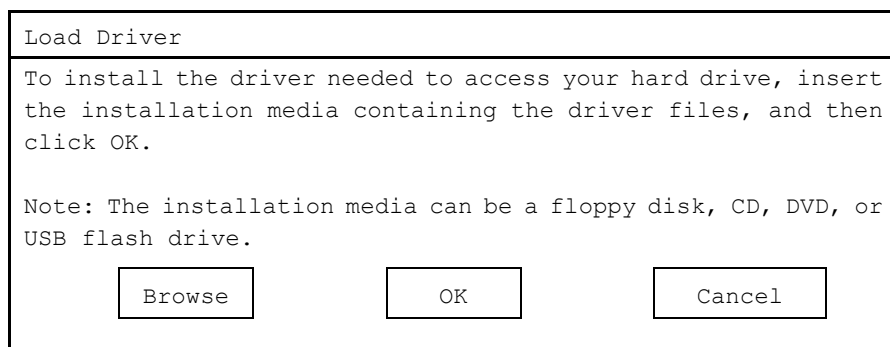 Load Driver
To install the driver needed to access your hard drive, insert
the installation media containing the driver files, and then
click OK.
Note: The installation media can be a floppy disk, CD, DVD, or
USB flash drive.
Browse OK Cancel